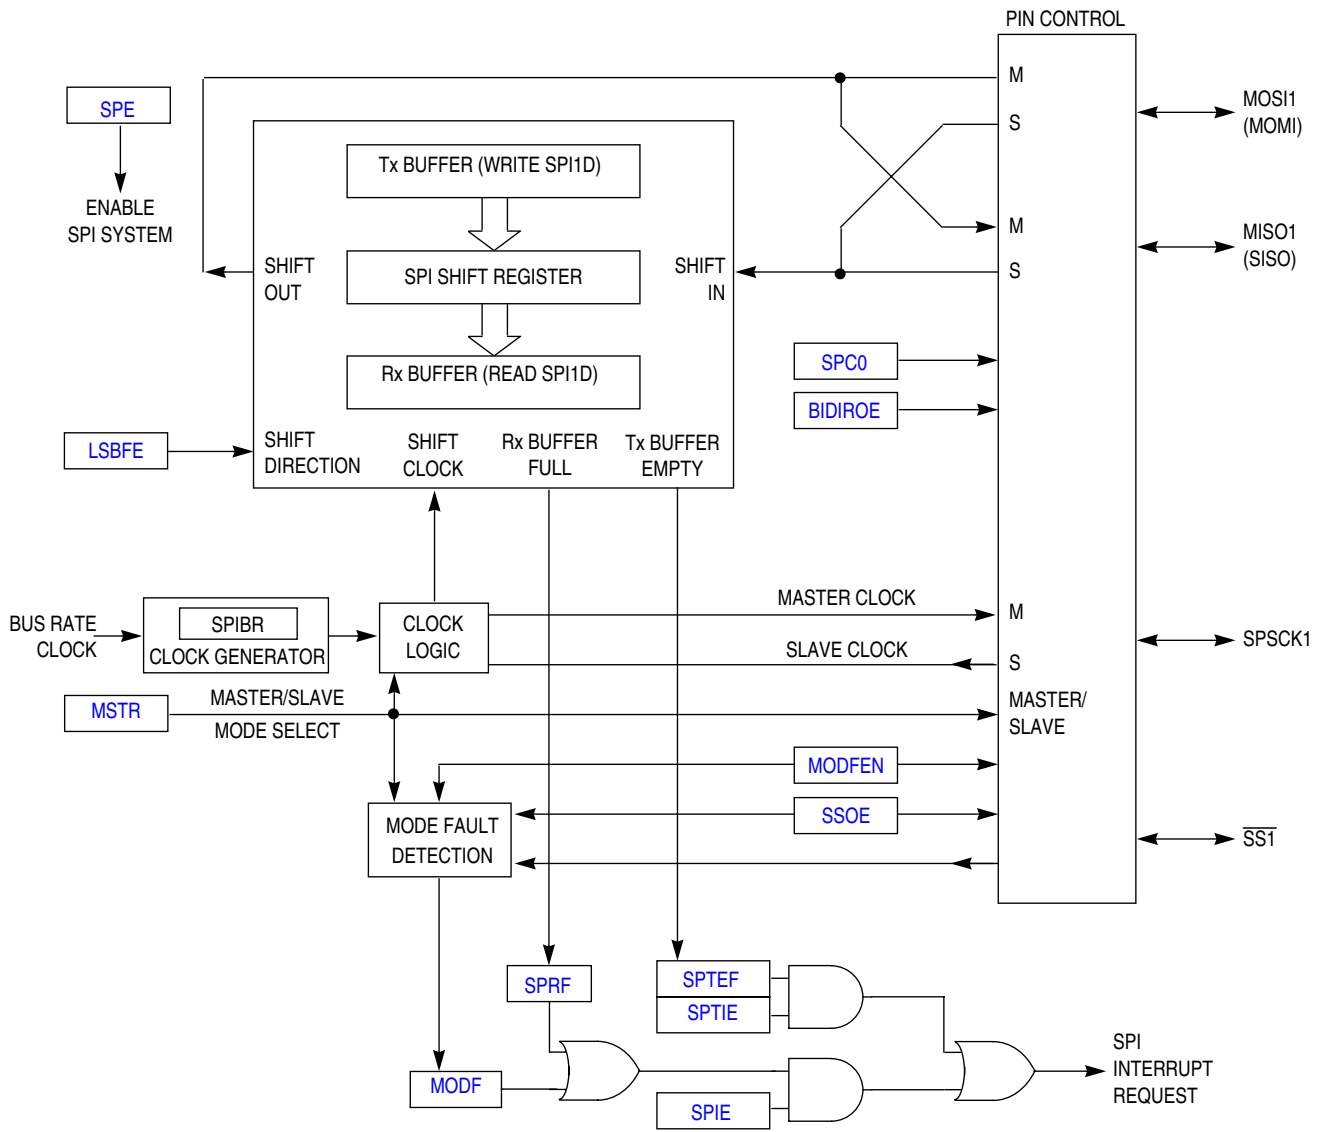 PIN CONTROL
SPE
ENABLE
SPI SYSTEM
M
S
M
S
MOSI1
(MOMI)
MISO1
(SISO)
Tx BUFFER (WRITE SPI1D)
SPI SHIFT REGISTER
Rx BUFFER (READ SPI1D)
SHIFT
OUT
SHIFT
IN
SPC0
BIDIROE
LSBFE
SHIFT
DIRECTION
SHIFT
CLOCK
Rx BUFFER
FULL
Tx BUFFER
EMPTY
BUS RATE
CLOCK
SPIBR
CLOCK GENERATOR
CLOCK
LOGIC
MASTER CLOCK
M
SLAVE CLOCK
S
SPSCK1
MSTR
MASTER/SLAVE
MODE SELECT
MASTER/
SLAVE
MODFEN
SSOE
MODE FAULT
DETECTION
SS1
SPRF
SPTEF
SPTIE
MODF
SPIE
SPI
INTERRUPT
REQUEST